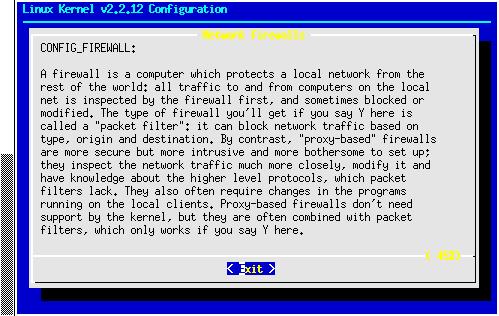 Linux Kernel v2.2.12 Configuration
Network firewalls
CONFIG_FIREWALL:
A firewall is a computer which protects a local network from the
rest of the world: all traffic to and from computers on the local
net is inspected by the firewall first, and sometimes blocked or
modified. The type of firewall you'll get if you say Y here is
called a "packet filter": it can block network traffic based on
type, origin and destination. By contrast, "proxy-based" firewalls
are more secure but more intrusive and more bothersome to set up;
they inspect the network traffic much more closely, modify it and
have knowledge about the higher level protocols, which packet
filters lack. They also often require changes in the programs
running on the local clients. Proxy-based firewalls don't need
support by the kernel, but they are often combined with packet
filters, which only works if you say Y here.
< Exit >